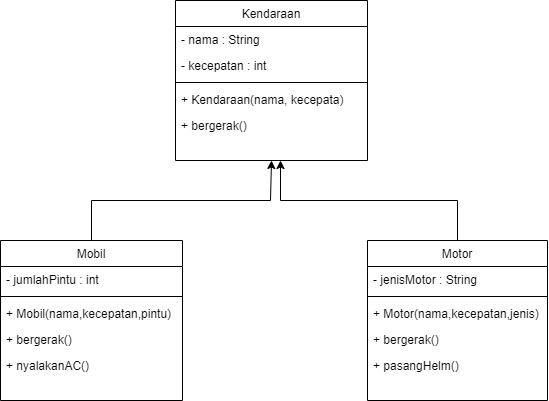 Kendaraan
- nama : String
- kecepatan : int
+ Kendaraan(nama, kecepata)
+ bergerak()
Mobil
- jumlahPintu : int
+ Mobil(nama,kecepatan,pintu)
+ bergerak()
+ nyalakanAC()
Motor
- jenisMotor : String
+ Motor(nama,kecepatan,jenis)
+ bergerak()
+ pasangHelm()